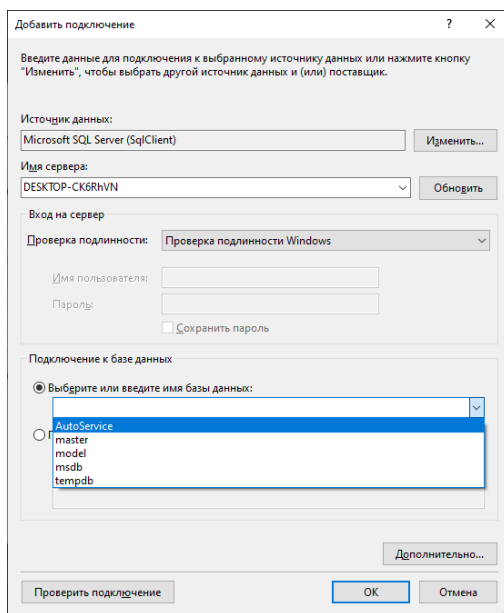 Добавить подключение ? X
Введите данные для подключения к выбранному источнику данных или нажмите кнопку
"Изменить", чтобы выбрать другой источник данных и (или) поставщик.
Источник данных:
Microsoft SQL Server (SqlClient)
Изменить...
Имя сервера:
DESKTOP-CK6RhVN
Обновить
Вход на сервер
Проверка подлинности:
Проверка подлинности Windows
Имя пользователя:
Пароль:
Сохранить пароль
Подключение к базе данных
Выберите или введите имя базы данных:
AutoService
master
model
msdb
tempdb
Дополнительно...
Проверить подключение
ОК
Отмена